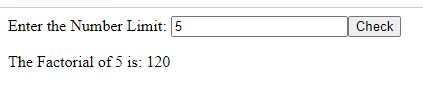 Enter the Number Limit: 5 Check
The Factorial of 5 is: 120